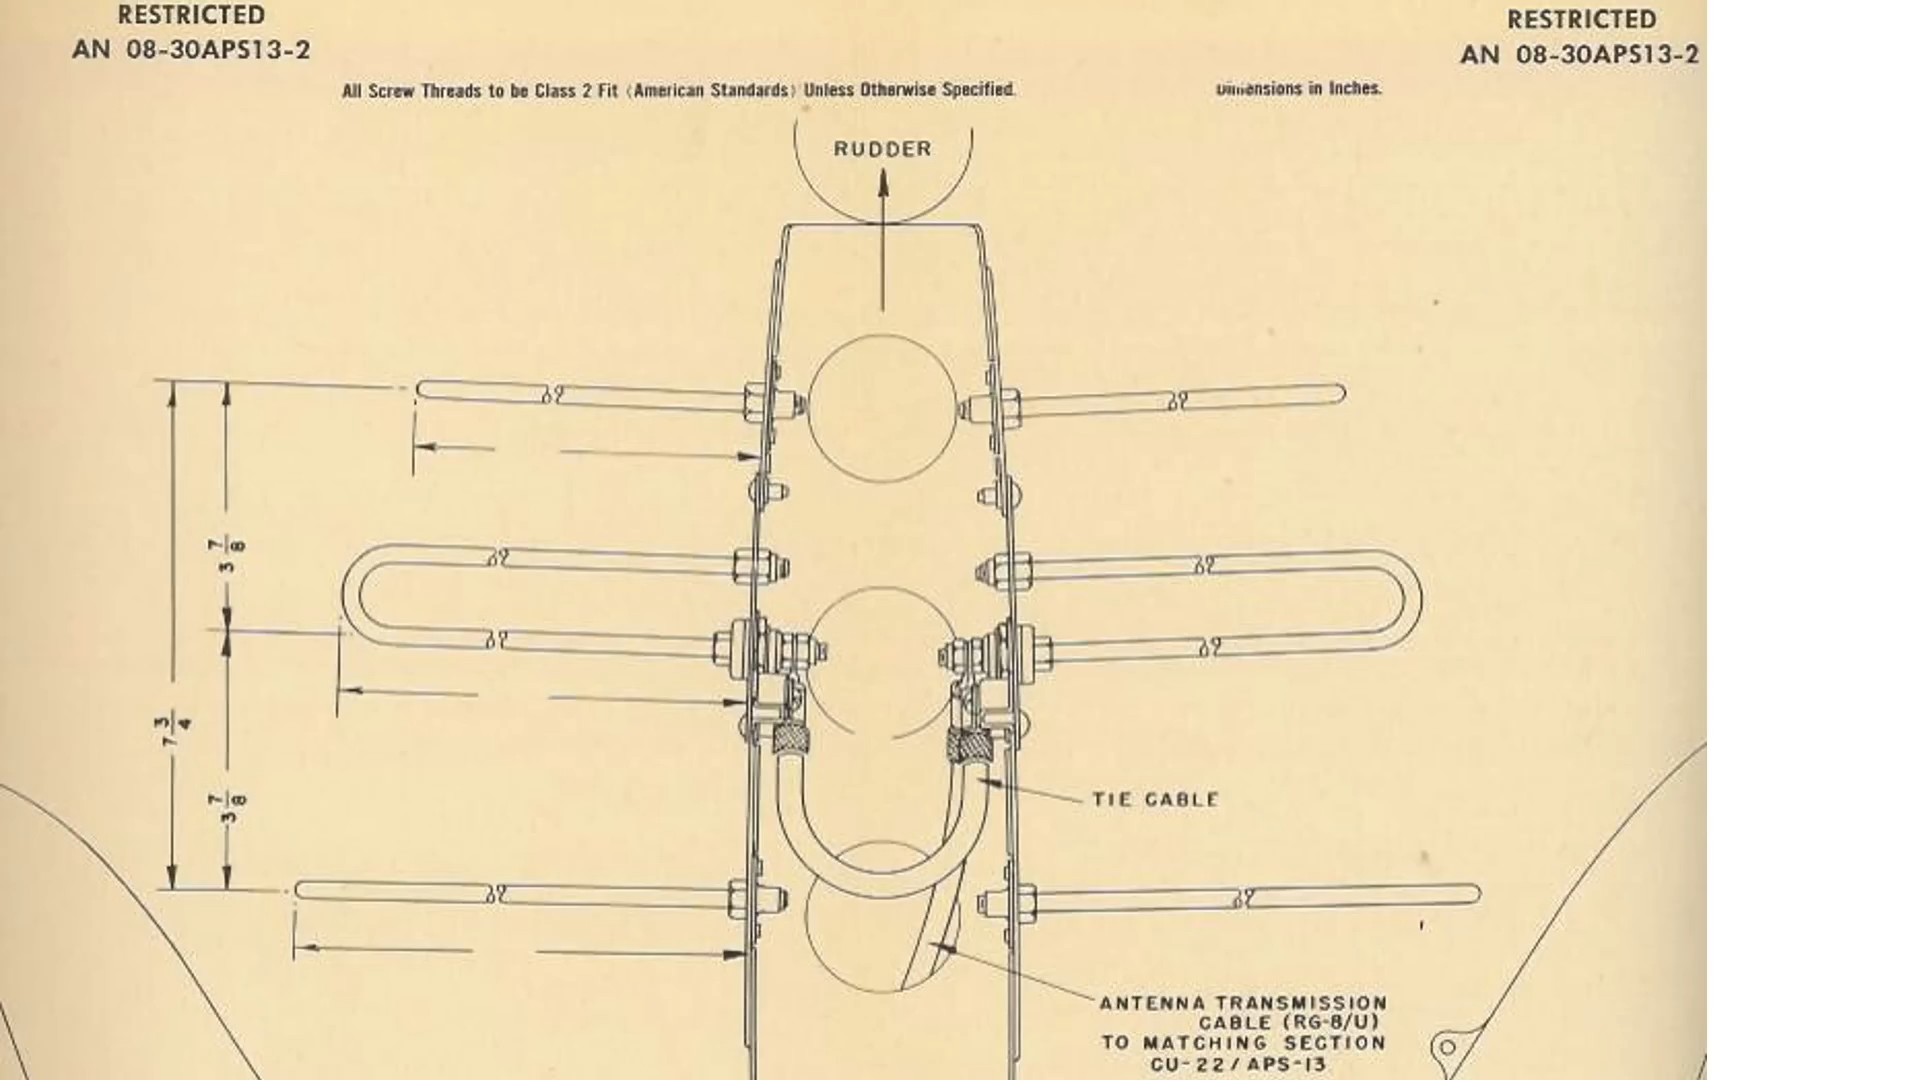 RESTRICTED
AN 08-30APS13-2
RESTRICTED
AN 08-30APS13-2
All Screw Threads to be Class 2 Fit (American Standards) Unless Otherwise Specified.
Dimensions in Inches.
RUDDER
3 7/8
7 3/4
3 7/8
TIE CABLE
ANTENNA TRANSMISSION
CABLE (RG-8/U)
TO MATCHING SECTION
CU-22/APS-13